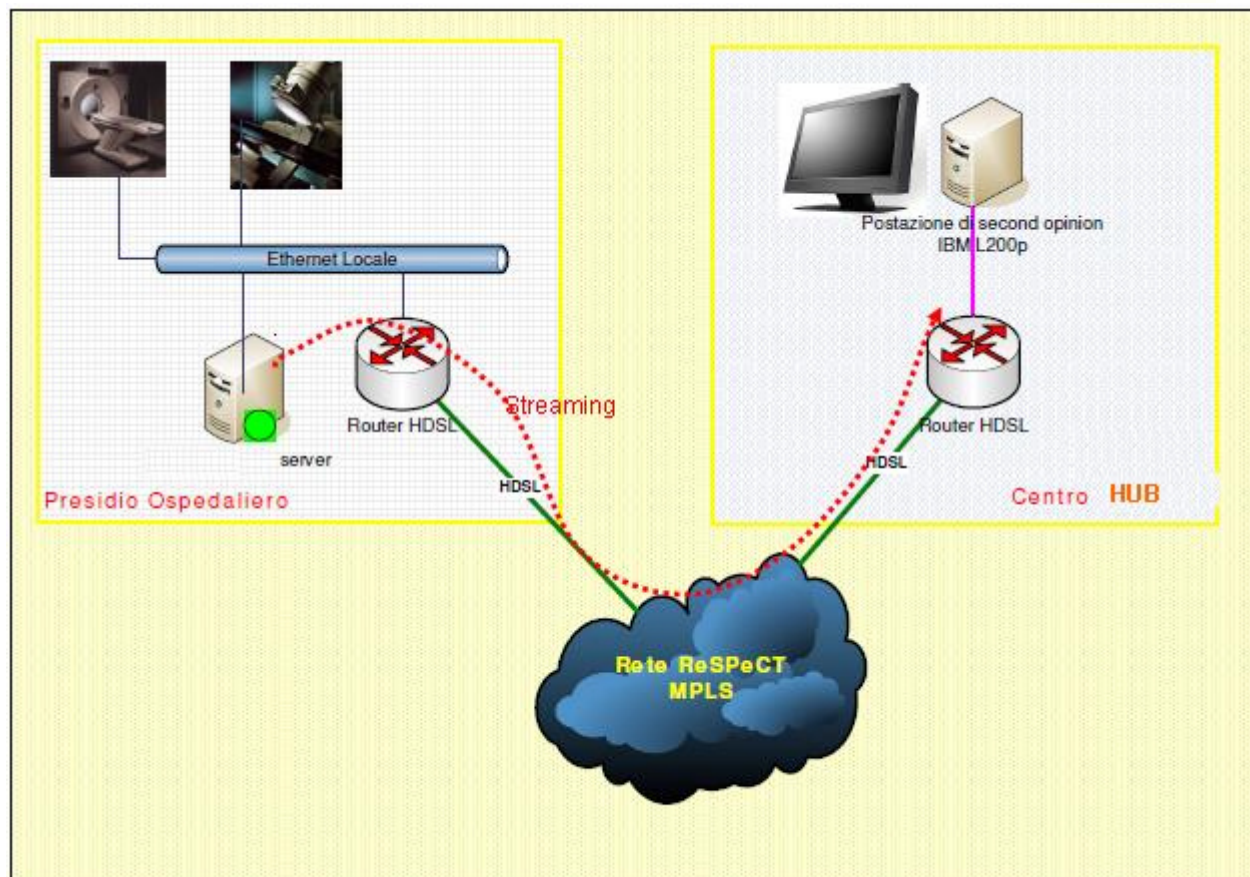 Ethernet Locale
Streaming
Router HDSL
server
HDSL
Presidio Ospedaliero
Postazione di second opinion
IBM L200p
Router HDSL
HDSL
Centro HUB
Rete ReSPeCT
MPLS